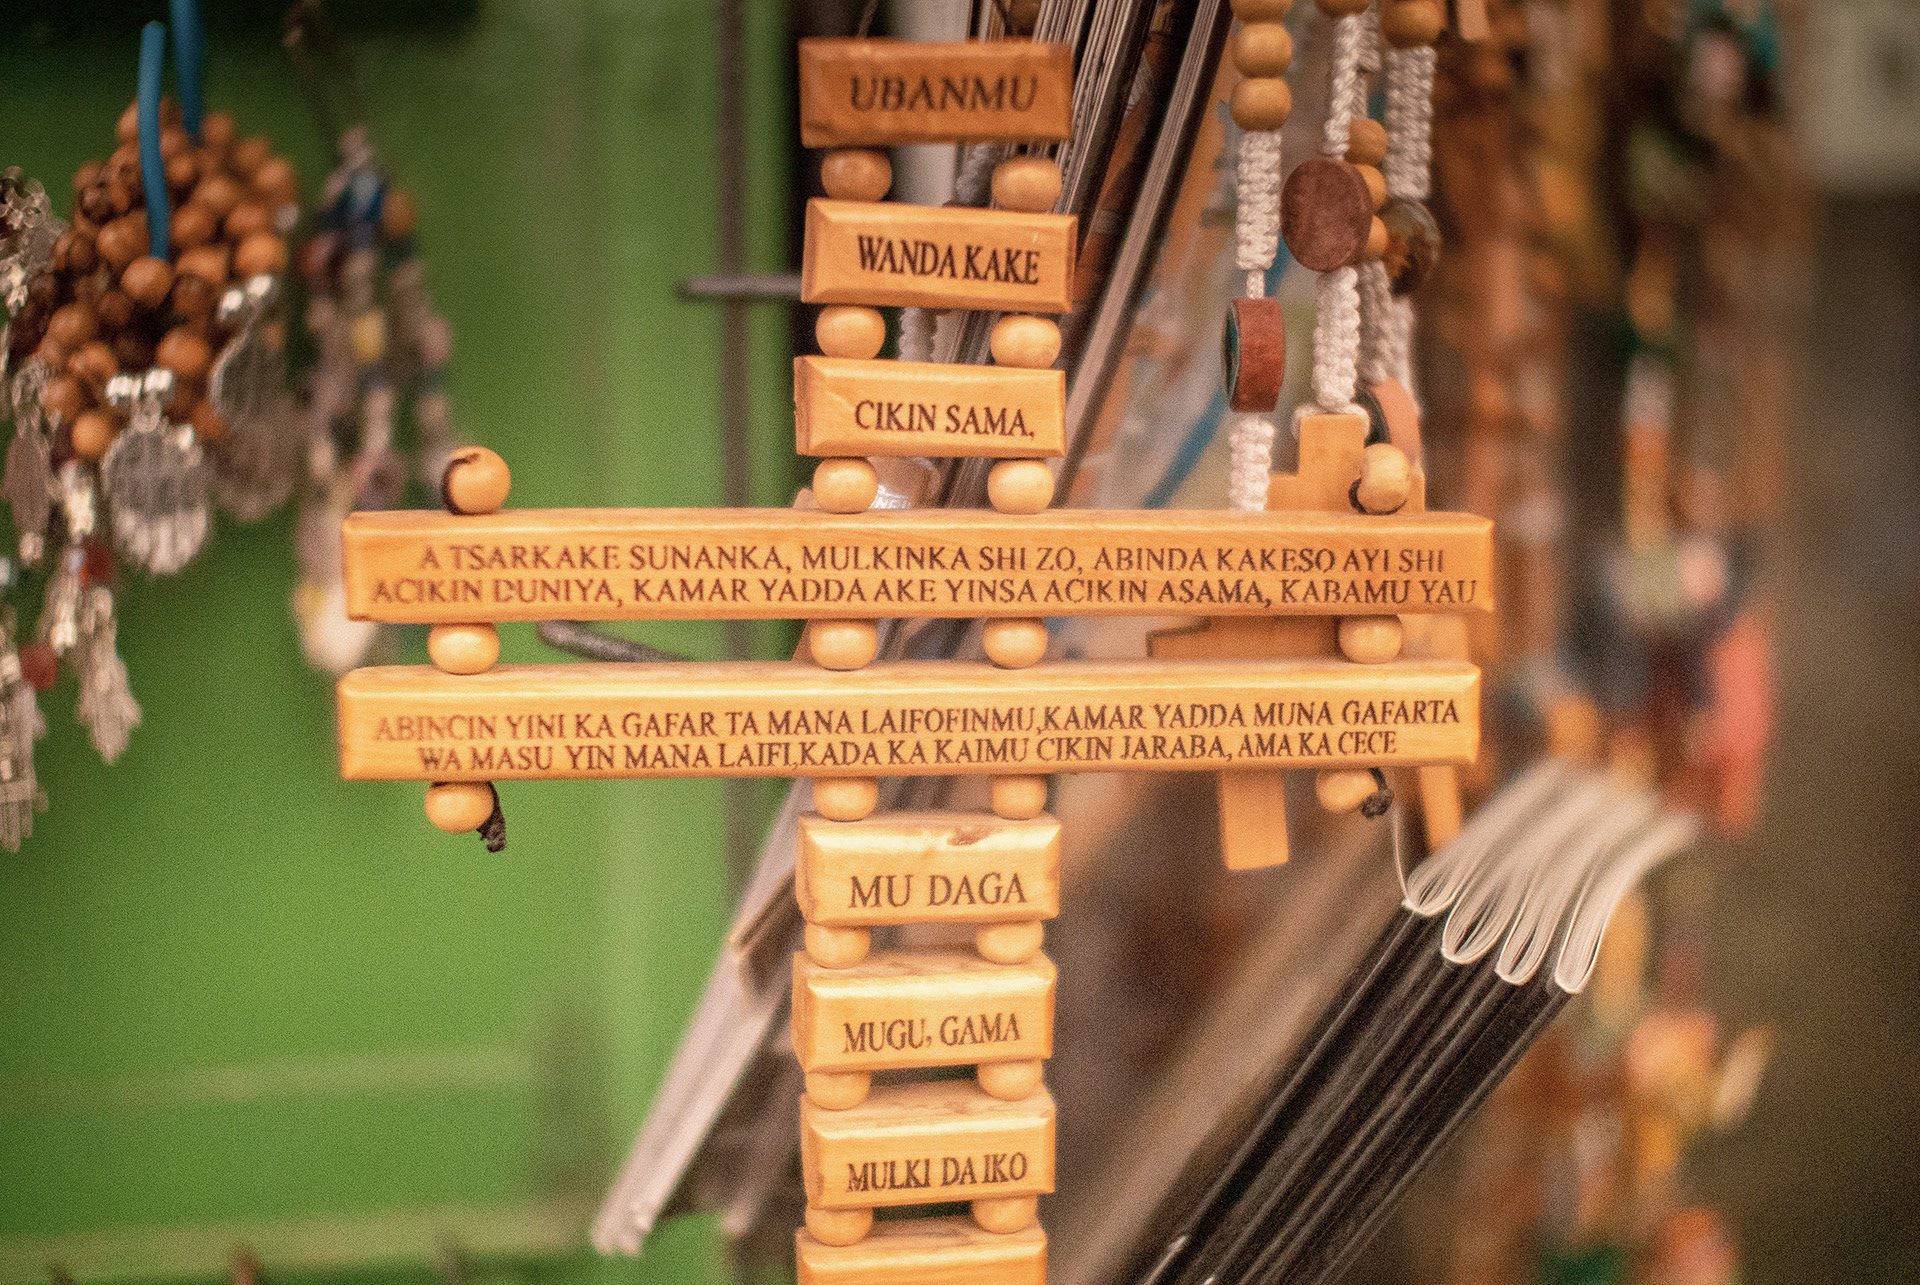 UBANMU
WANDA KAKE
CIKIN SAMA,
A TSARKAKE SUNANKA, MULKINKA SHI ZO, ABINDA KAKESO AYI SHI
ACIKIN DUNIYA, KAMAR YADDA AKE YINSA ACIKIN ASAMA, KABAMU YAU
ABINCIN YINI KA GAFAR TA MANA LAIFOFINMU,KAMAR YADDA MUNA GAFARTA
WA MASU YIN MANA LAIFI,KADA KA KAIMU CIKIN JARABA, AMA KA CECE
MU DAGA
MUGU, GAMA
MULKI DA IKO